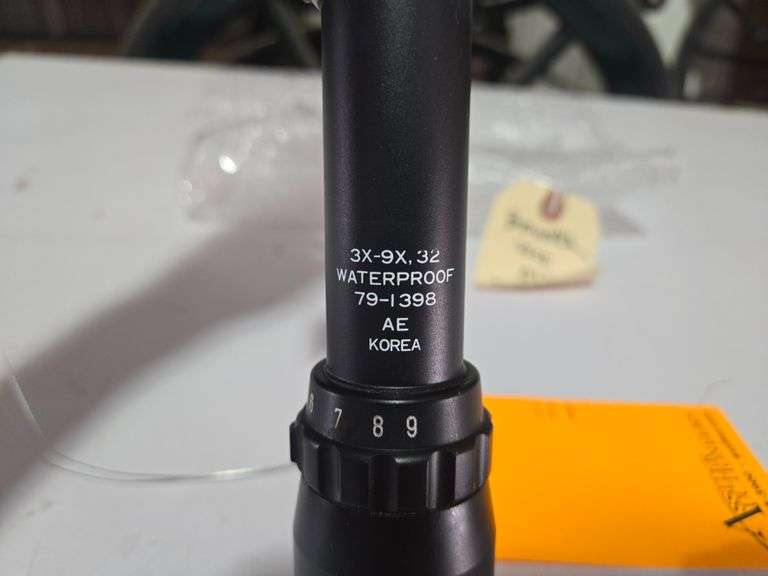 3X-9X, 32
WATERPROOF
79-1398
AE
KOREA
6 7 8 9